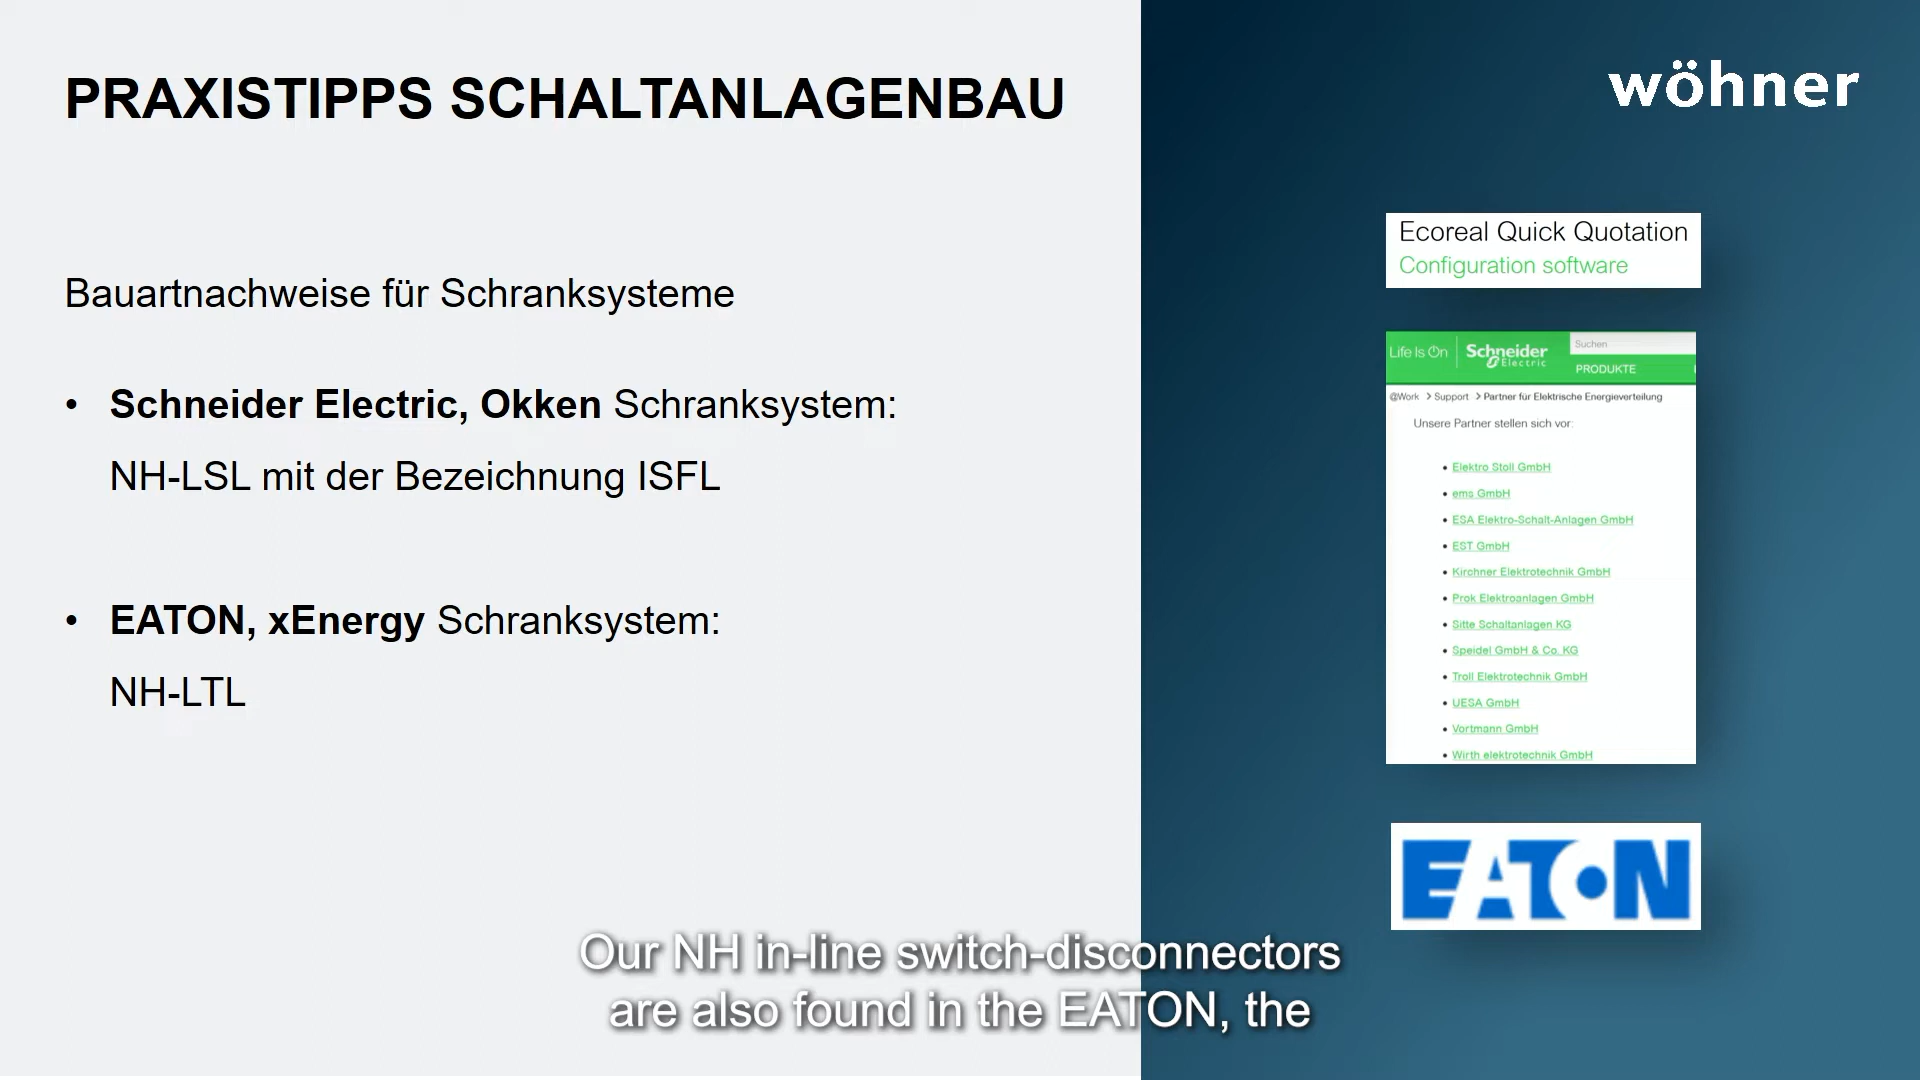 PRAXISTIPPS SCHALTANLAGENBAU
wöhner
Bauartnachweise für Schranksysteme
• Schneider Electric, Okken Schranksystem:
NH-LSL mit der Bezeichnung ISFL
• EATON, xEnergy Schranksystem:
NH-LTL
Ecoreal Quick Quotation
Configuration software
Life Is On
Schneider
Electric
Suchen
PRODUKTE
@Work > Support > Partner für Elektrische Energieverteilung
Unsere Partner stellen sich vor:
• Elektro Stoll GmbH
• ems GmbH
• ESA Elektro-Schalt-Anlagen GmbH
• EST GmbH
• Kirchner Elektrotechnik GmbH
• Prok Elektroanlagen GmbH
• Sitte Schaltanlagen KG
• Speidel GmbH & Co. KG
• Troll Elektrotechnik GmbH
• UESA GmbH
• Vortmann GmbH
• Wirth elektrotechnik GmbH
EATON
Our NH in-line switch-disconnectors
are also found in the EATON, the